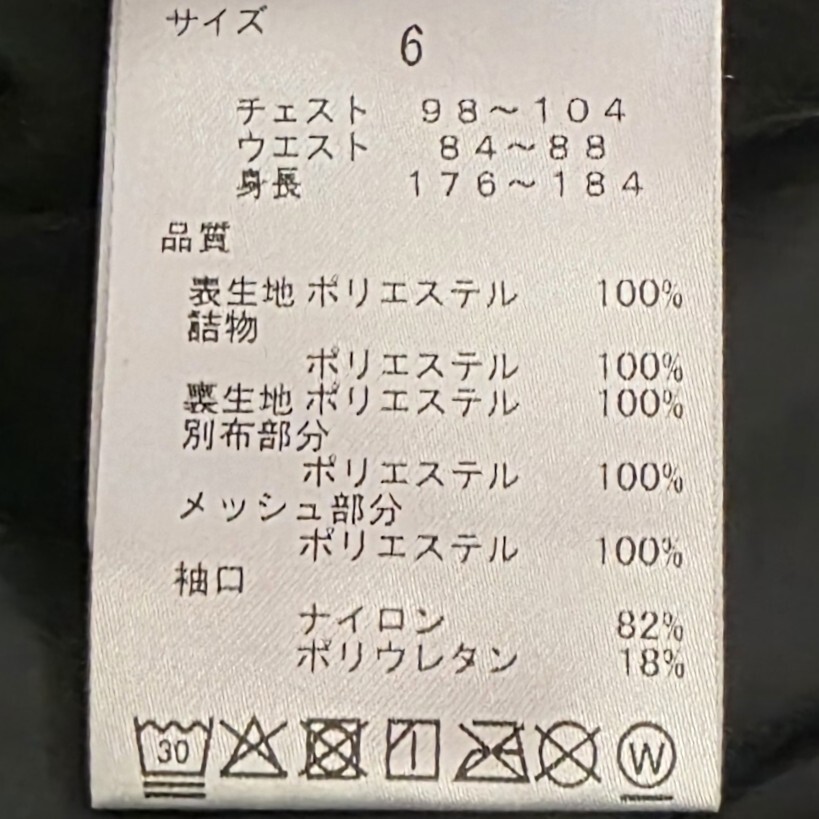 サイズ
6
チェスト 98～104
ウエスト 84～88
身長 176～184
品質
表生地 ポリエステル 100%
詰物
ポリエステル 100%
裏生地 ポリエステル 100%
別布部分
ポリエステル 100%
メッシュ部分
ポリエステル 100%
袖口
ナイロン 82%
ポリウレタン 18%
30 W